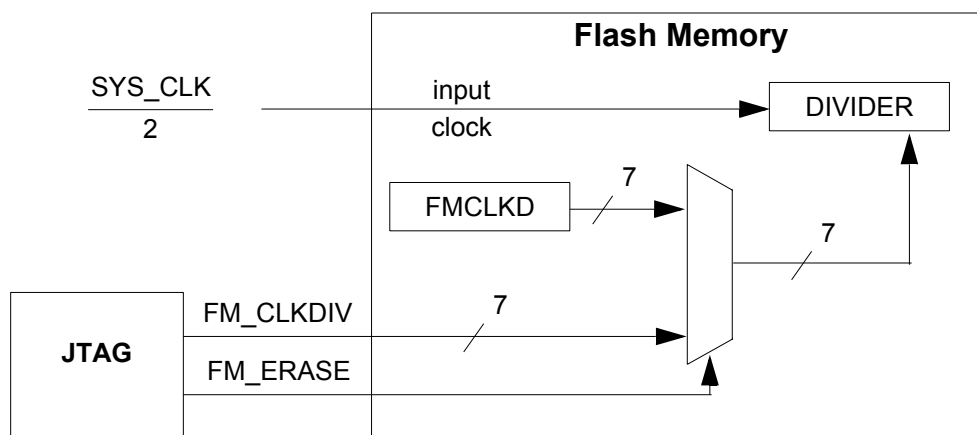 Flash Memory
SYS_CLK
2
input
clock
DIVIDER
FMCLKD
7
7
JTAG
FM_CLKDIV
7
FM_ERASE